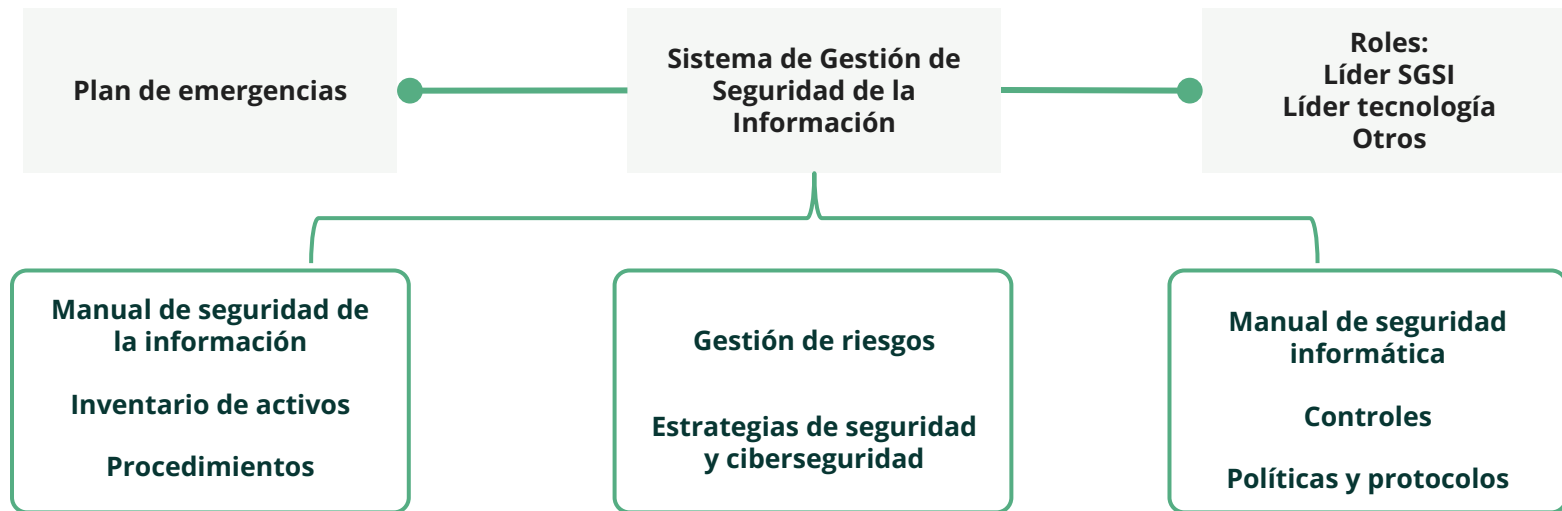 Plan de emergencias
Sistema de Gestión de
Seguridad de la
Información
Roles:
Líder SGSI
Líder tecnología
Otros
Manual de seguridad de
la información
Inventario de activos
Procedimientos
Gestión de riesgos
Estrategias de seguridad
y ciberseguridad
Manual de seguridad
informática
Controles
Políticas y protocolos